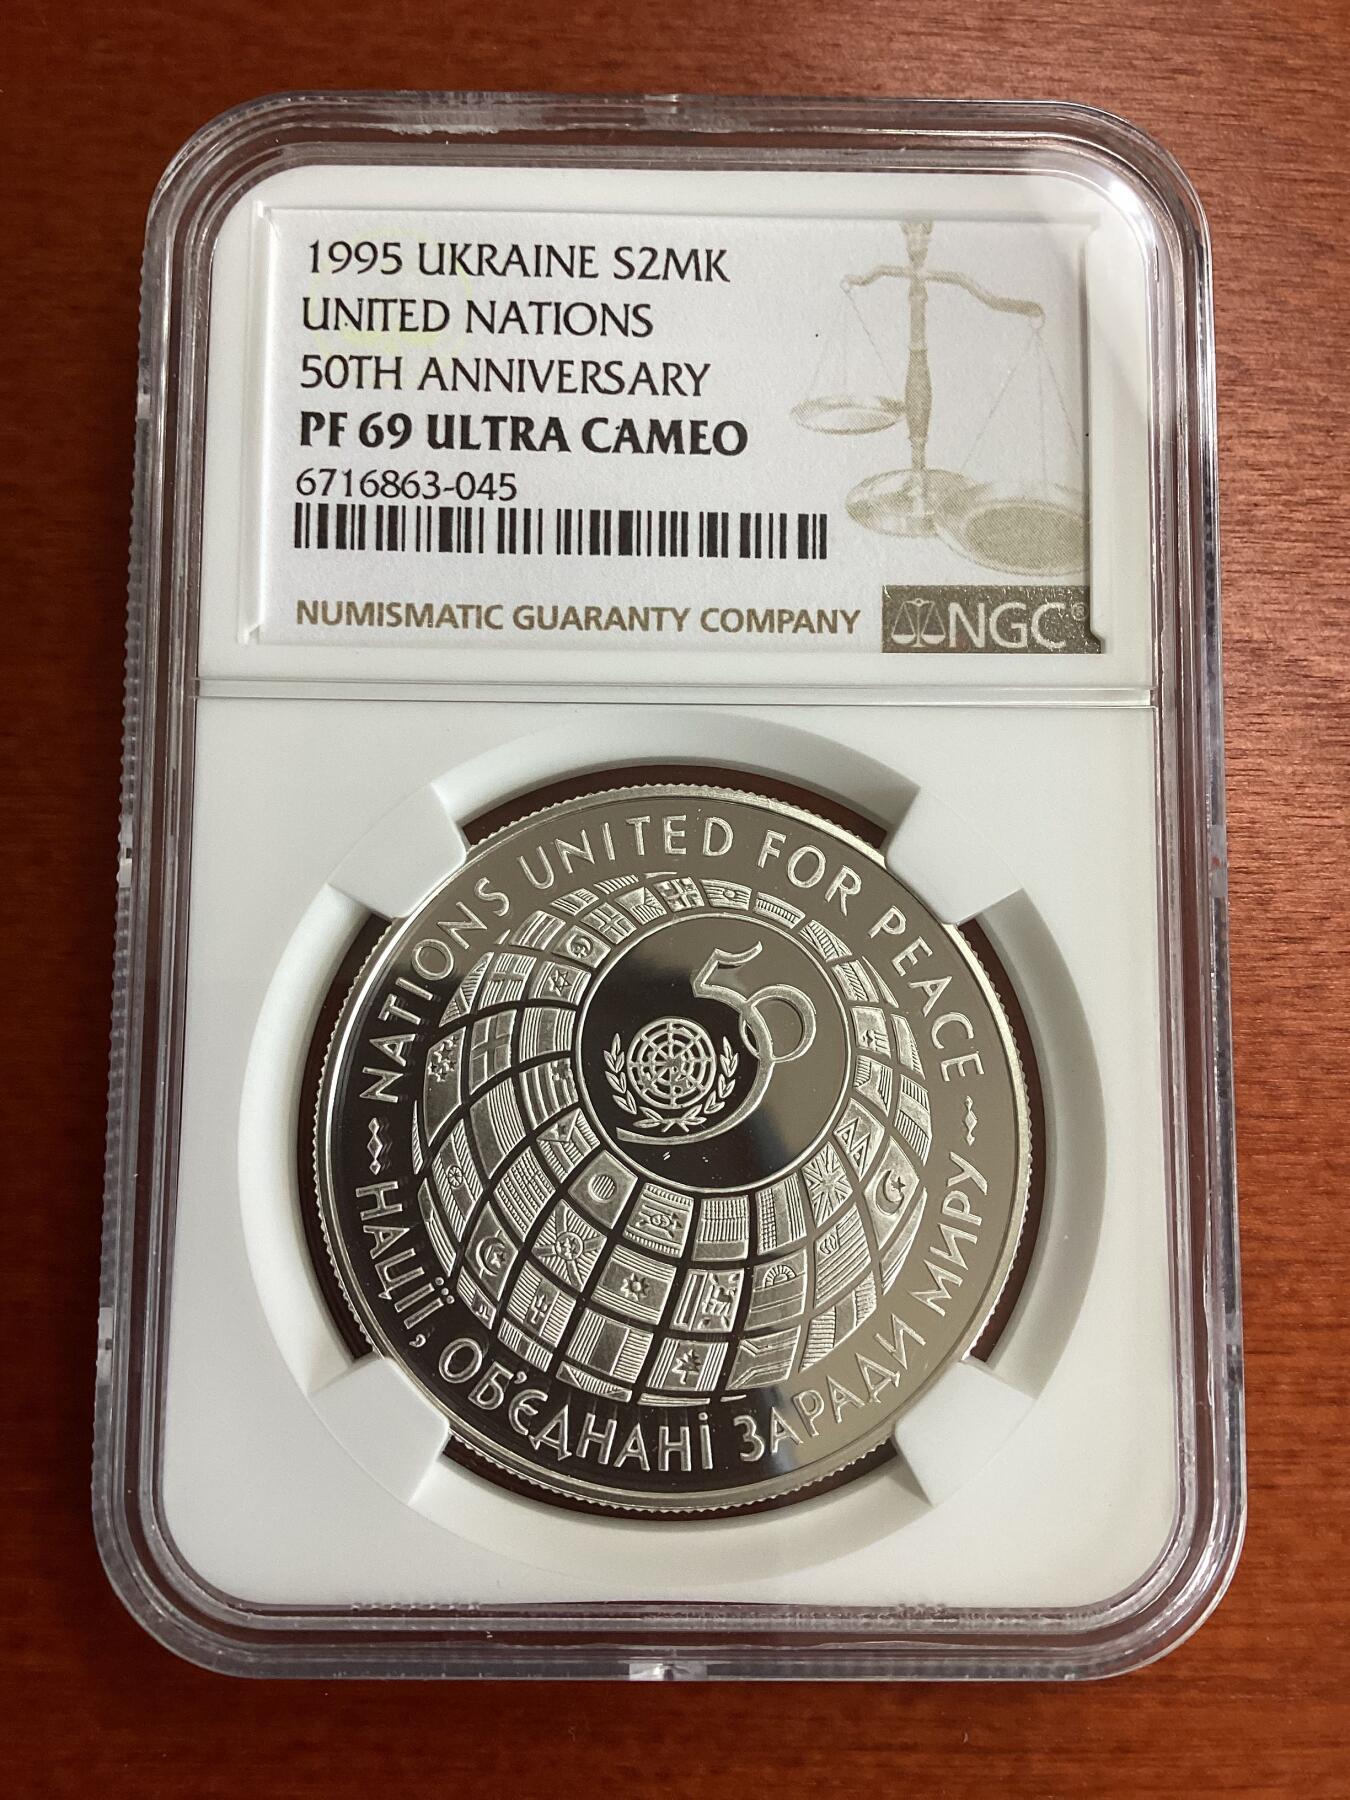 1995 UKRAINE S2MK
UNITED NATIONS
50TH ANNIVERSARY
PF 69 ULTRA CAMEO
6716863-045
NUMISMATIC GUARANTY COMPANY
NGC®
NATIONS UNITED FOR PEACE
50
НАЦІЇ, ОБ'ЄДНАНІ ЗАРАДИ МИРУ